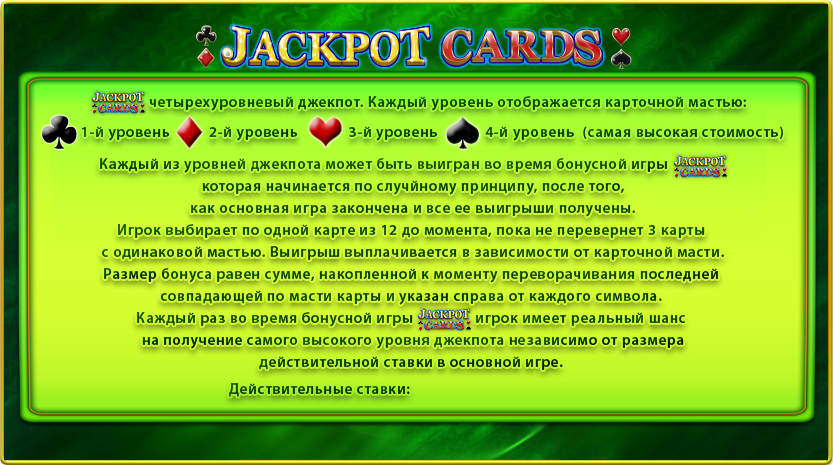 JACKPOT CARDS
JACKPOT CARDS четырехуровневый джекпот. Каждый уровень отображается карточной мастью:
1-й уровень 2-й уровень 3-й уровень 4-й уровень (самая высокая стоимость)
Каждый из уровней джекпота может быть выигран во время бонусной игры JACKPOT CARDS
которая начинается по случйному принципу, после того,
как основная игра закончена и все ее выигрыши получены.
Игрок выбирает по одной карте из 12 до момента, пока не перевернет 3 карты
с одинаковой мастью. Выигрыш выплачивается в зависимости от карточной масти.
Размер бонуса равен сумме, накопленной к моменту переворачивания последней
совпадающей по масти карты и указан справа от каждого символа.
Каждый раз во время бонусной игры JACKPOT CARDS игрок имеет реальный шанс
на получение самого высокого уровня джекпота независимо от размера
действительной ставки в основной игре.
Действительные ставки: